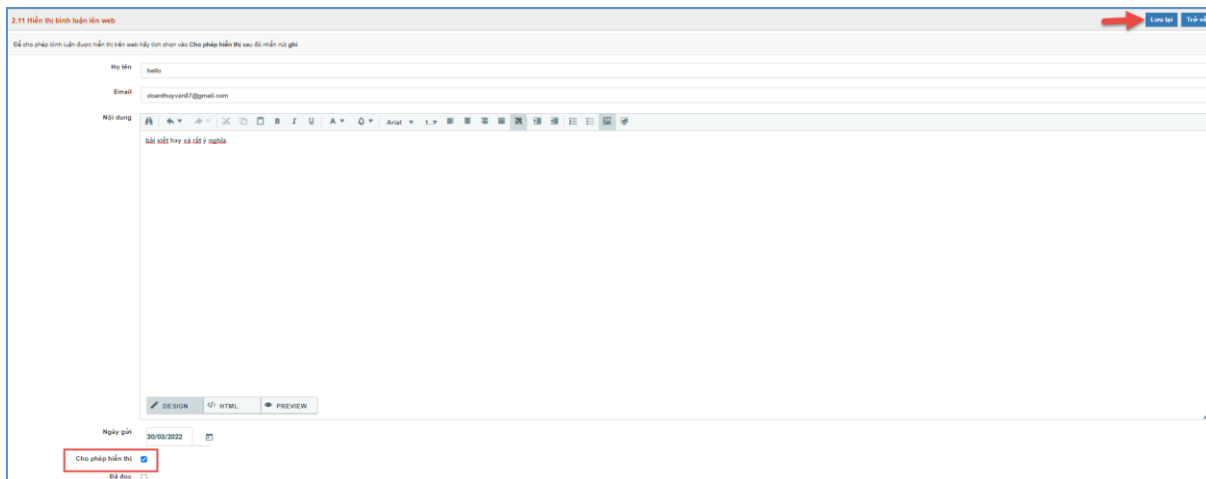 2.11 Hiển thị bình luận lên web
Lưu lại Trở về
Để cho phép bình luận được hiển thị trên web hãy tích chọn vào Cho phép hiển thị sau đó nhấn nút ghi
Họ tên hello
Email doanthuyvan87@gmail.com
Nội dung
B I U A Arial 1..
bài viết hay và rất ý nghĩa
DESIGN HTML PREVIEW
Ngày gửi 30/03/2022
Cho phép hiển thị
Đã đọc